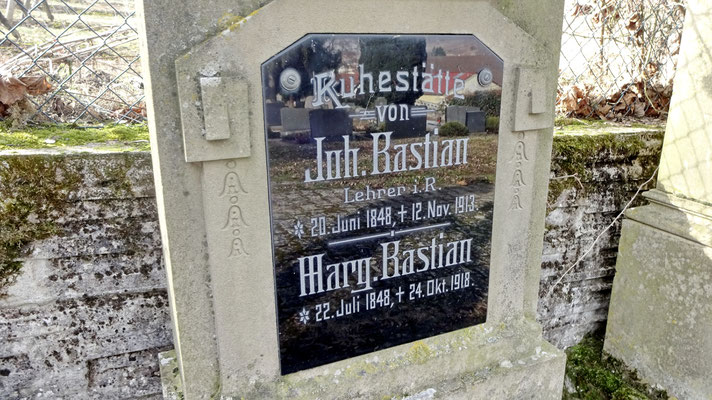 Ruhestätte
von
Joh. Bastian
Lehrer i. R.
* 20. Juni 1848, + 12. Nov. 1913.
Marg. Bastian
* 22. Juli 1848, + 24. Okt. 1918.